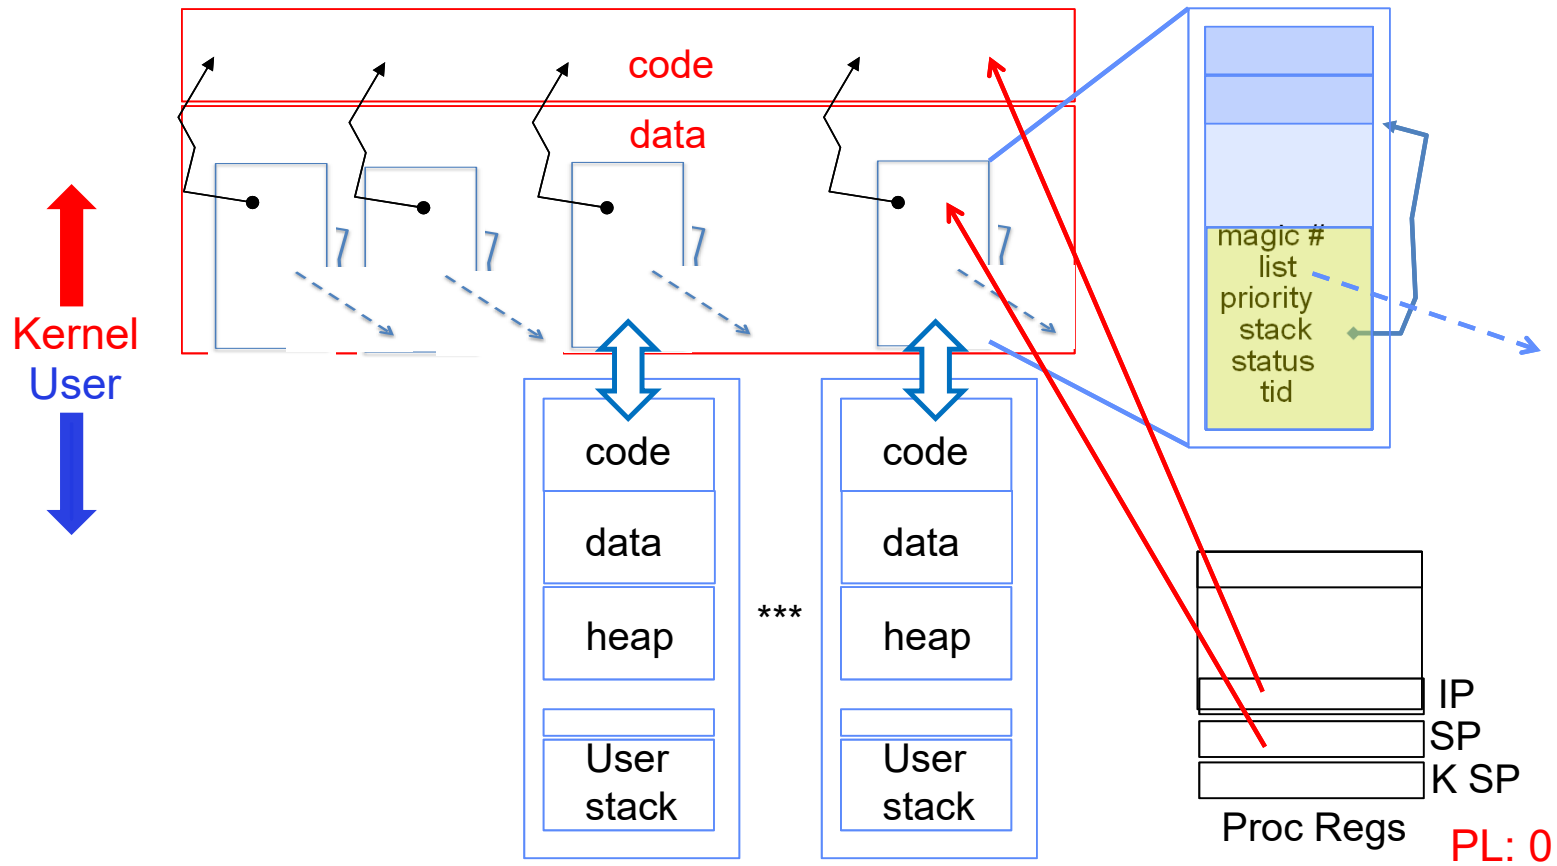 code
data
magic #
list
priority
stack
status
tid
Kernel
User
code
data
heap
User
stack
***
code
data
heap
User
stack
IP
SP
K SP
Proc Regs
PL: 0